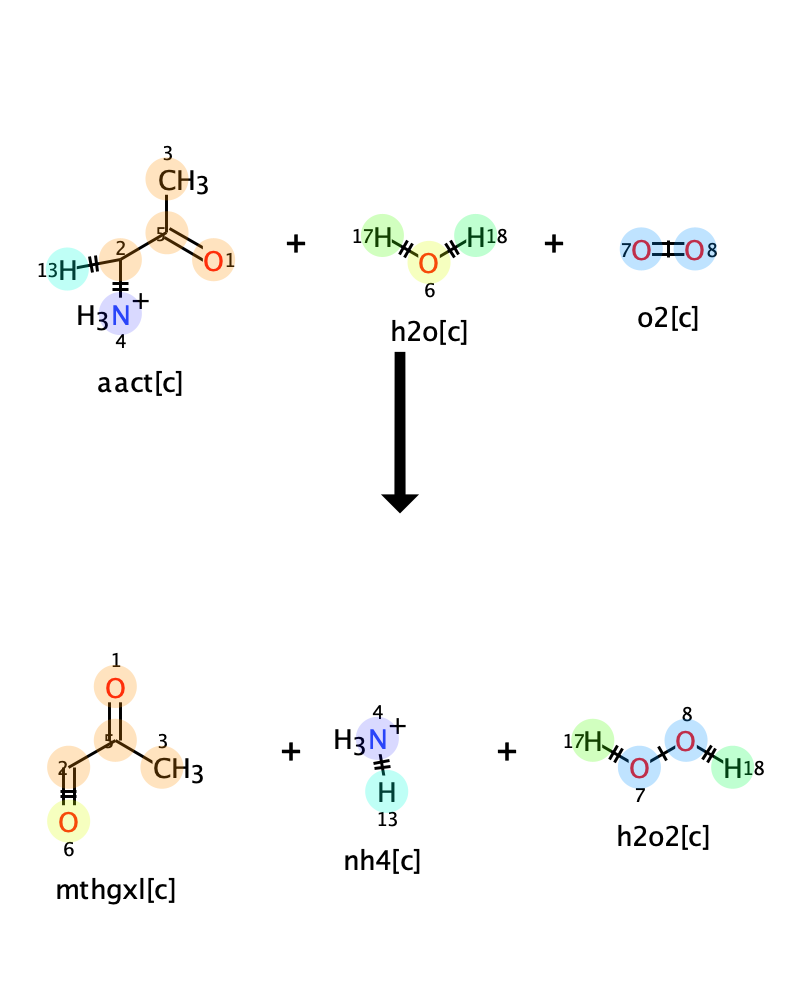 3
CH3
13H 2 5 O1
H3N+
4
aact[c]
+
17H H18
O
6
h2o[c]
+
7O O8
o2[c]
1
O
5 3
2 CH3
O
6
mthgxl[c]
+
4
H3N+
H
13
nh4[c]
+
8
17H O
O H18
7
h2o2[c]